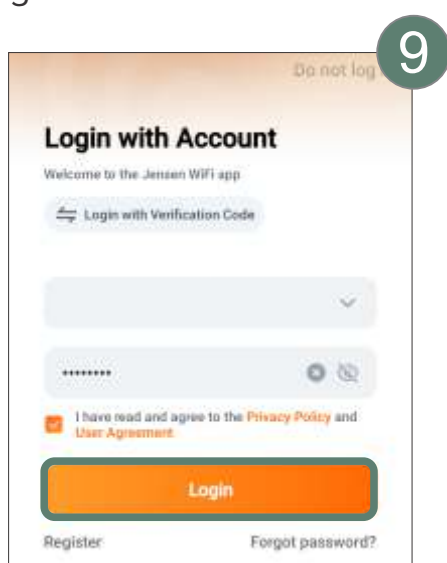 9
Do not log
Login with Account
Welcome to the Jensen WiFi app
Login with Verification Code
••••••••
I have read and agree to the Privacy Policy and
User Agreement
Login
Register Forgot password?